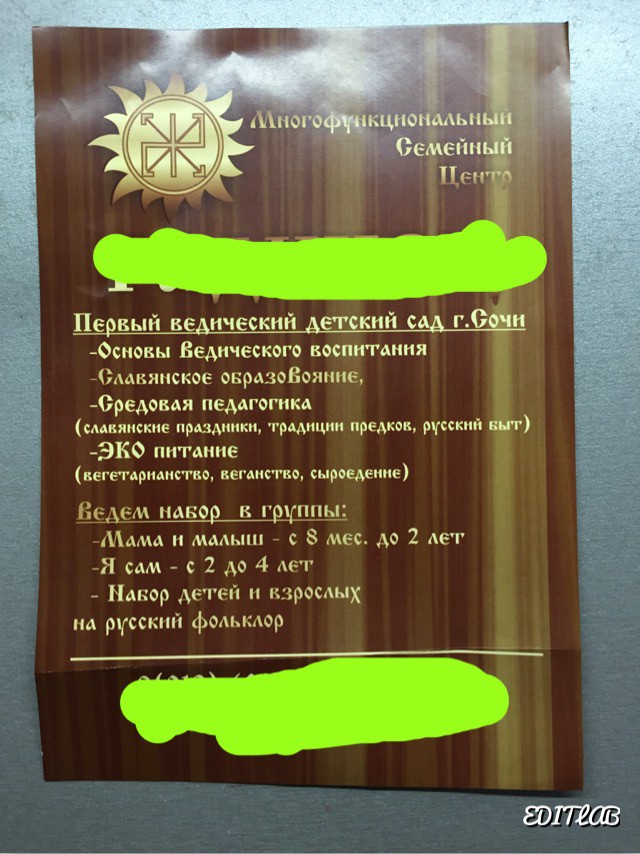 Многофункциональный
Семейный
Центр
Первый ведический детский сад г.Сочи
-Основы Ведического воспитания
-Славянское образоВояние,
-Средовая педагогика
(славянские праздники, традиции предков, русский быт)
-ЭКО питание
(вегетарианство, веганство, сыроедение)
Ведем набор в группы:
-Мама и малыш - с 8 мес. до 2 лет
-Я сам - с 2 до 4 лет
- Набор детей и взрослых
на русский фольклор
EDITLAB